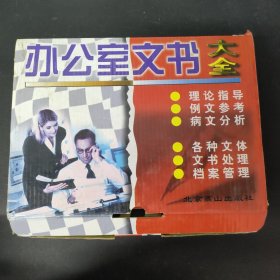 办公室文书大全
理论指导
例文参考
病文分析
各种文体
文书处理
档案管理
北京燕山出版社